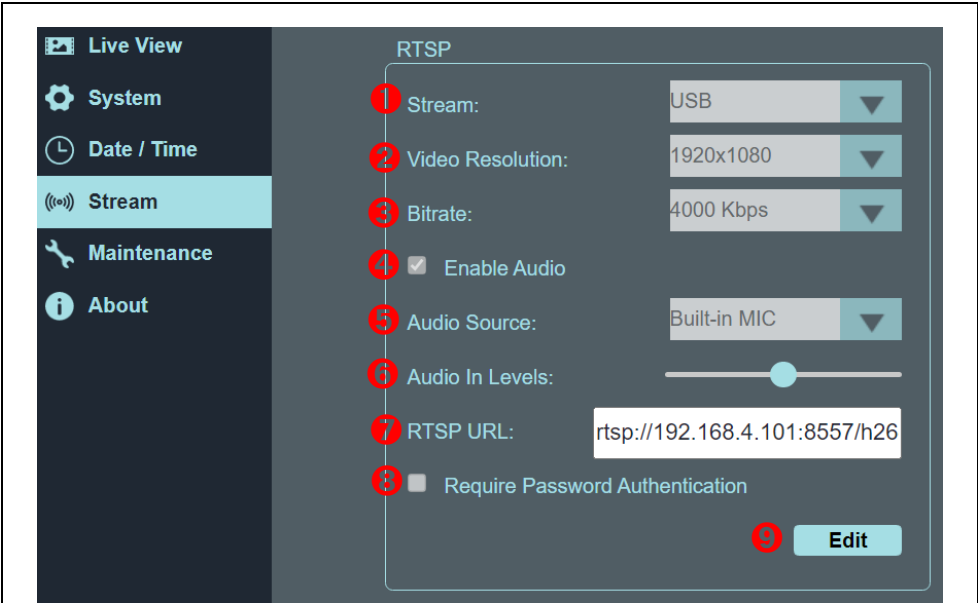 Live View
System
Date / Time
Stream
Maintenance
About
RTSP
1 Stream: USB
2 Video Resolution: 1920x1080
3 Bitrate: 4000 Kbps
4 Enable Audio
5 Audio Source: Built-in MIC
6 Audio In Levels:
7 RTSP URL: rtsp://192.168.4.101:8557/h26
8 Require Password Authentication
9 Edit